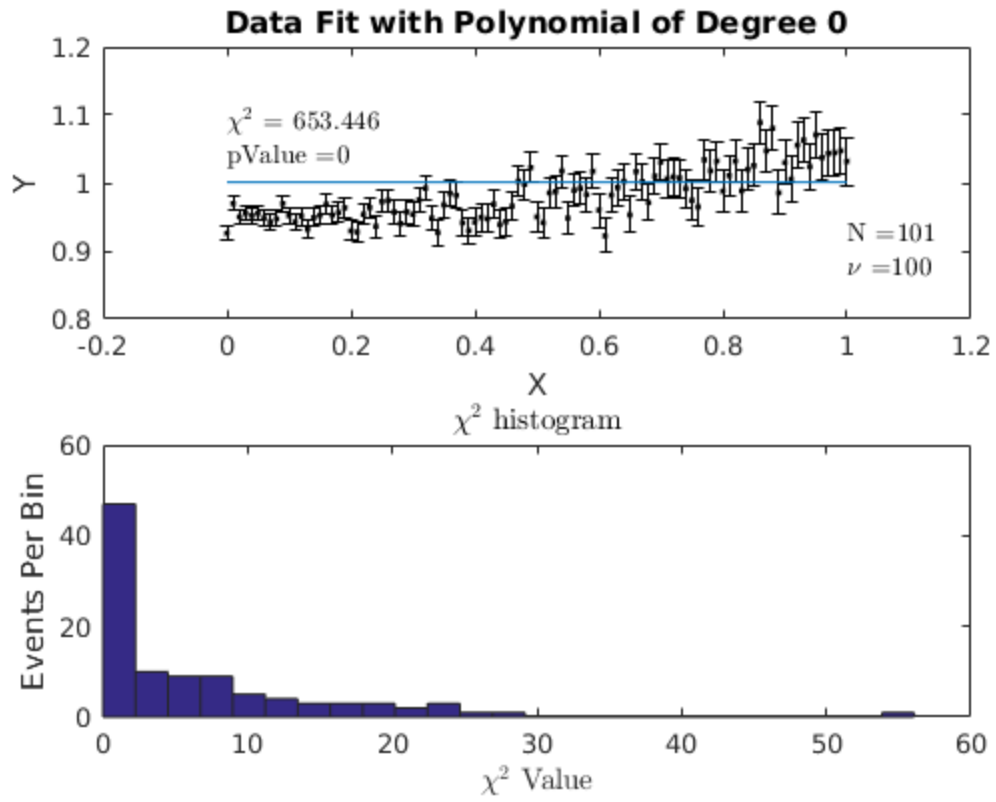 Data Fit with Polynomial of Degree 0
1.2
1.1
1
0.9
0.8
Y
χ² = 653.446
pValue =0
N =101
ν =100
-0.2 0 0.2 0.4 0.6 0.8 1 1.2
X
χ² histogram
60
40
20
0
Events Per Bin
0 10 20 30 40 50 60
χ² Value